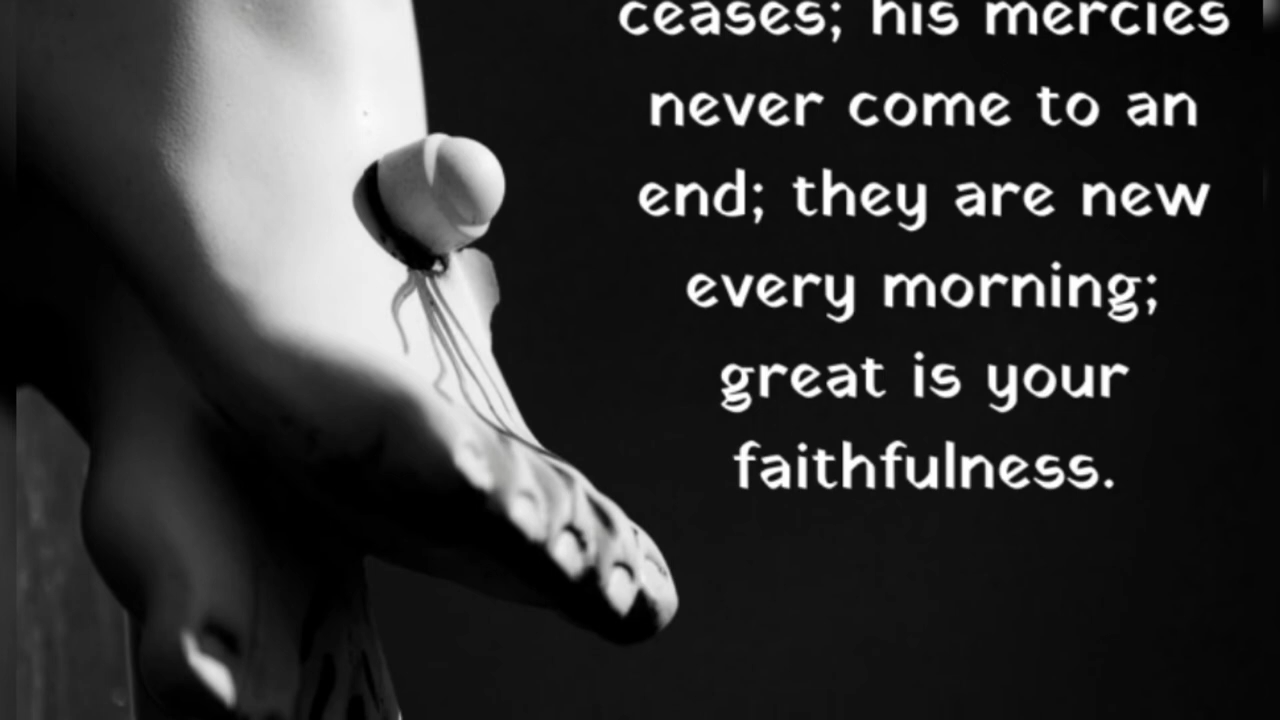 ceases; his mercies
never come to an
end; they are new
every morning;
great is your
faithfulness.